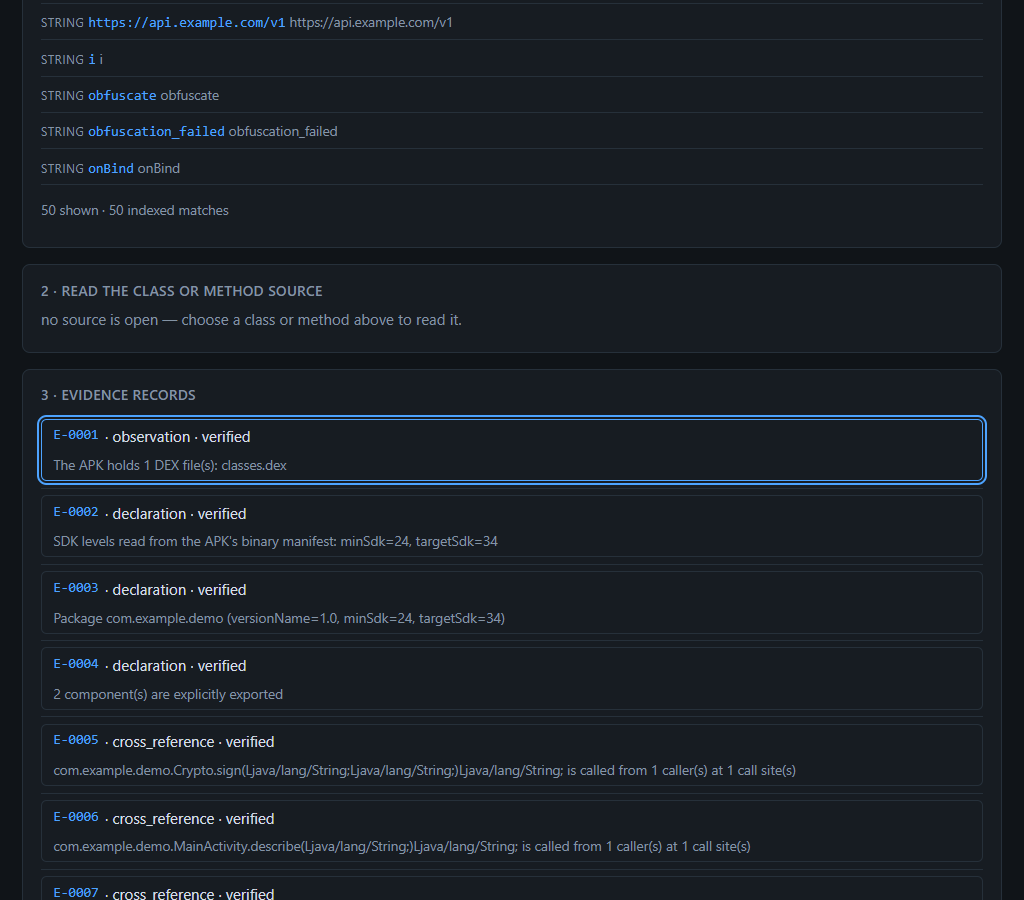 STRING https://api.example.com/v1 https://api.example.com/v1
STRING i i
STRING obfuscate obfuscate
STRING obfuscation_failed obfuscation_failed
STRING onBind onBind
50 shown · 50 indexed matches
2 · READ THE CLASS OR METHOD SOURCE
no source is open — choose a class or method above to read it.
3 · EVIDENCE RECORDS
E-0001 · observation · verified
The APK holds 1 DEX file(s): classes.dex
E-0002 · declaration · verified
SDK levels read from the APK's binary manifest: minSdk=24, targetSdk=34
E-0003 · declaration · verified
Package com.example.demo (versionName=1.0, minSdk=24, targetSdk=34)
E-0004 · declaration · verified
2 component(s) are explicitly exported
E-0005 · cross_reference · verified
com.example.demo.Crypto.sign(Ljava/lang/String;Ljava/lang/String;)Ljava/lang/String; is called from 1 caller(s) at 1 call site(s)
E-0006 · cross_reference · verified
com.example.demo.MainActivity.describe(Ljava/lang/String;)Ljava/lang/String; is called from 1 caller(s) at 1 call site(s)
E-0007 · cross_reference · verified